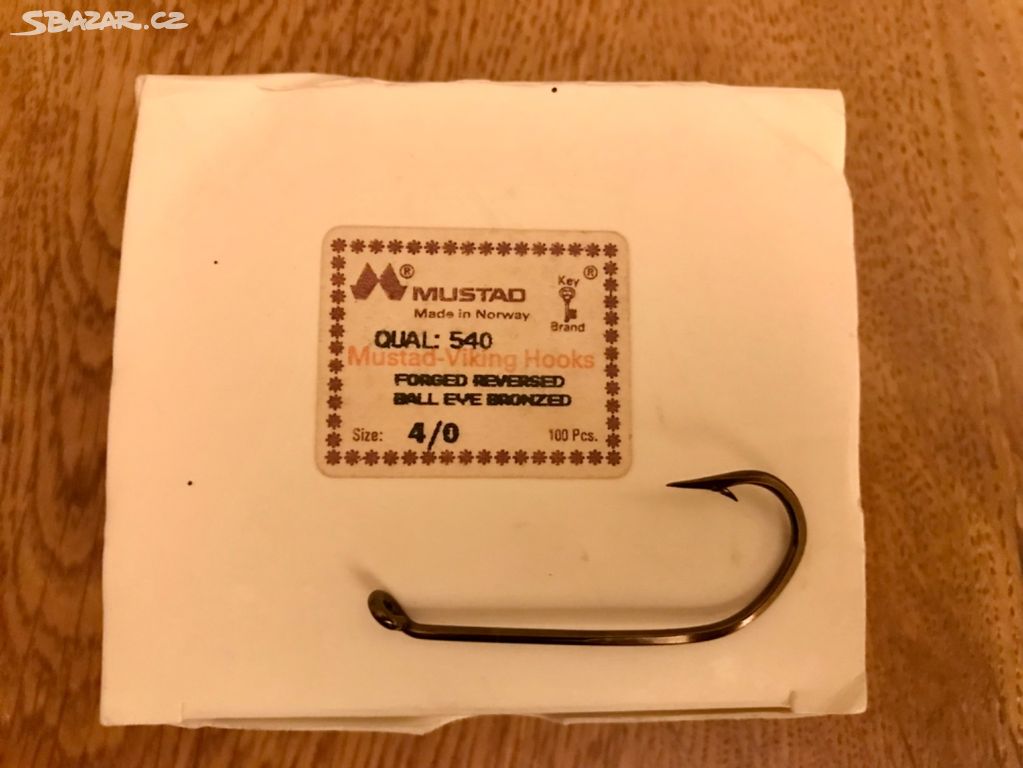 SBAZAR.CZ
® MUSTAD
Made in Norway
Key ®
Brand
QUAL: 540
Mustad-Viking Hooks
FORGED REVERSED
BALL EYE BRONZED
Size: 4/0 100 Pcs.